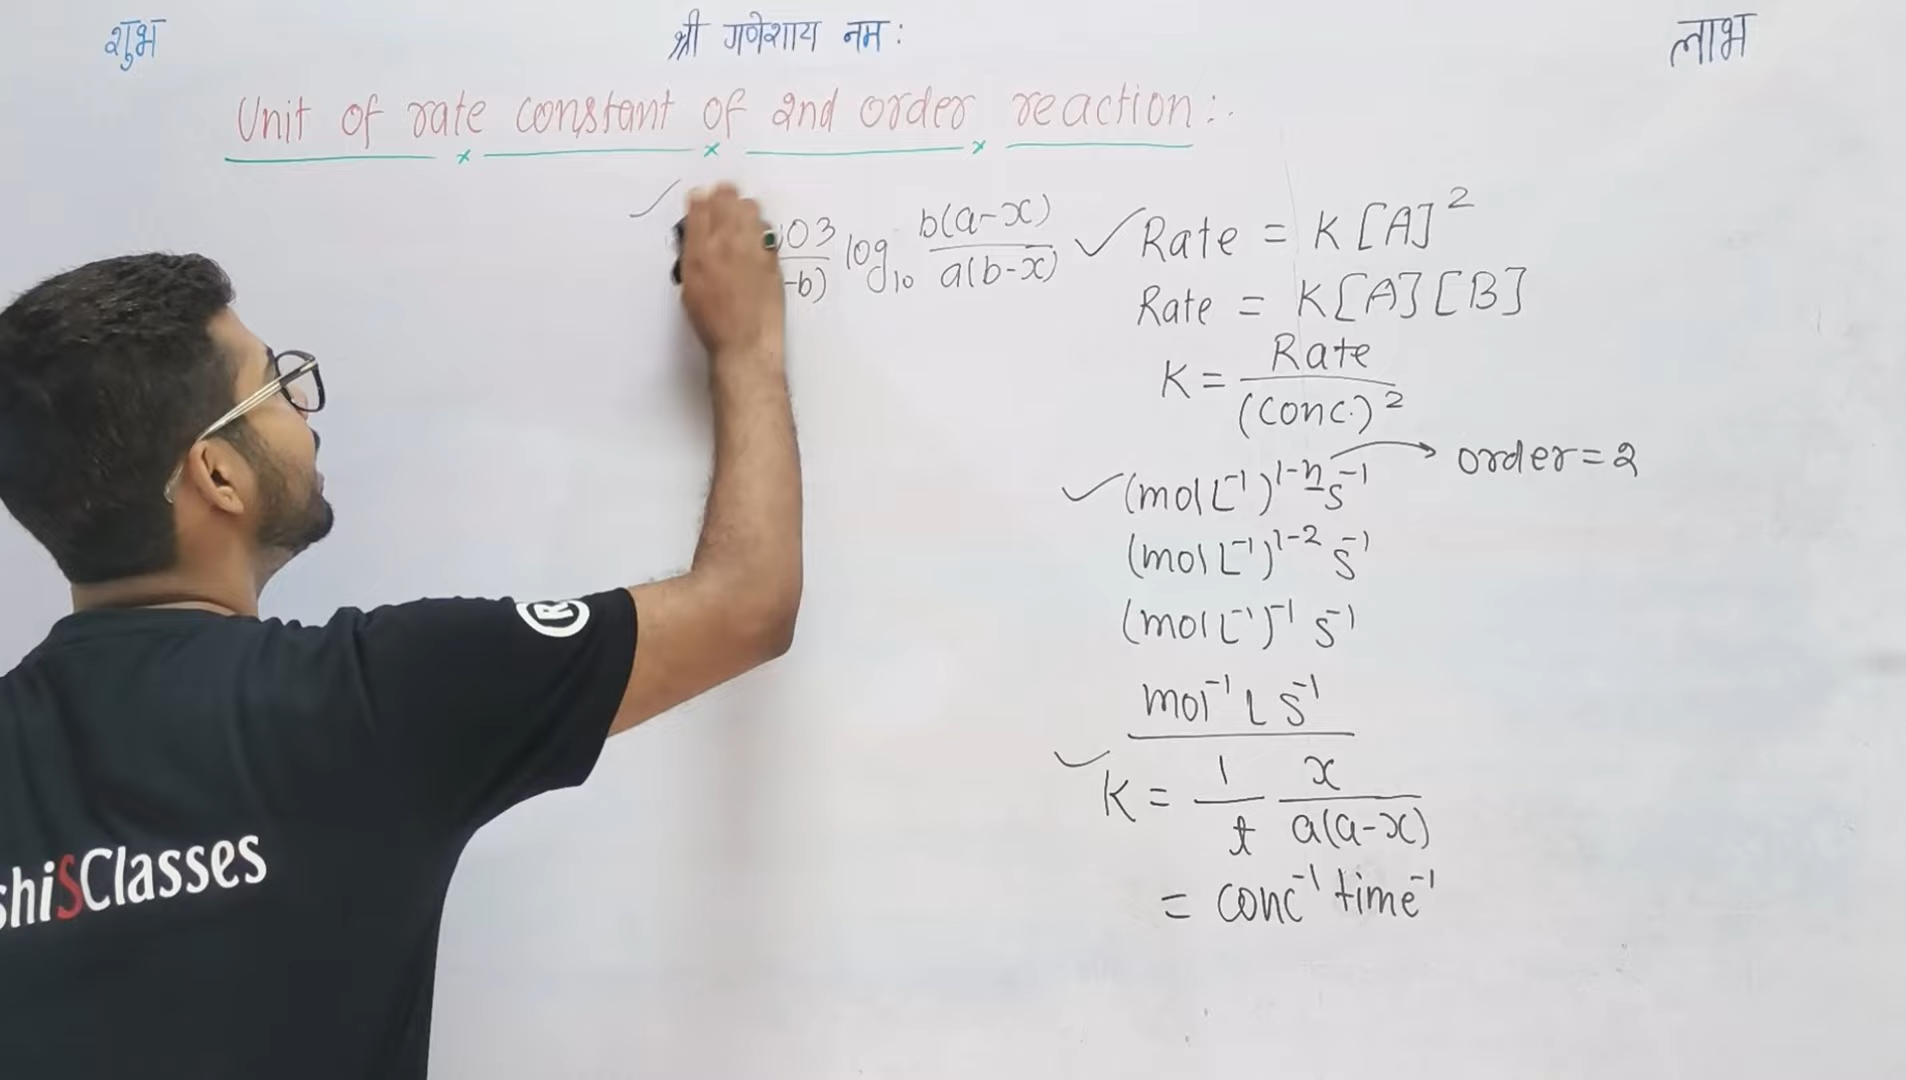 शुभ श्री गणेशाय नमः लाभ
Unit of rate constant of 2nd order reaction:.
03 log₁₀ b(a-x)/a(b-x)
-b)
✓ Rate = K[A]²
Rate = K[A][B]
K = Rate/(conc.)²
✓ (mol L⁻¹)¹⁻ⁿ s⁻¹ → order = 2
(mol L⁻¹)¹⁻² s⁻¹
(mol L⁻¹)⁻¹ s⁻¹
mol⁻¹ L s⁻¹
✓ K = 1/t x/a(a-x)
= conc⁻¹ time⁻¹
R
shiSClasses